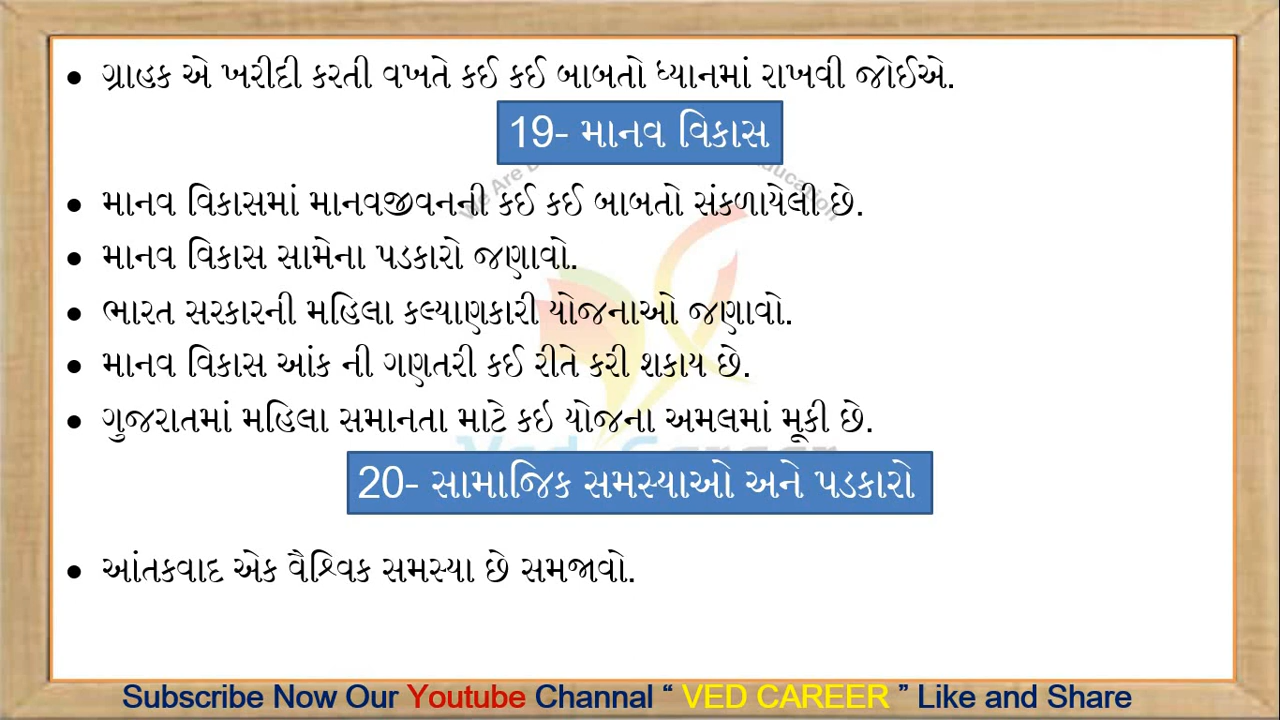 • ગ્રાહક એ ખરીદી કરતી વખતે કઈ કઈ બાબતો ધ્યાનમાં રાખવી જોઈએ.
19- માનવ વિકાસ
• માનવ વિકાસમાં માનવજીવનની કઈ કઈ બાબતો સંકળાયેલી છે.
• માનવ વિકાસ સામેના પડકારો જણાવો.
• ભારત સરકારની મહિલા કલ્યાણકારી યોજનાઓ જણાવો.
• માનવ વિકાસ આંક ની ગણતરી કઈ રીતે કરી શકાય છે.
• ગુજરાતમાં મહિલા સમાનતા માટે કઇ યોજના અમલમાં મૂકી છે.
20- સામાજિક સમસ્યાઓ અને પડકારો
• આંતકવાદ એક વૈશ્વિક સમસ્યા છે સમજાવો.
Subscribe Now Our Youtube Channal “ VED CAREER ” Like and Share